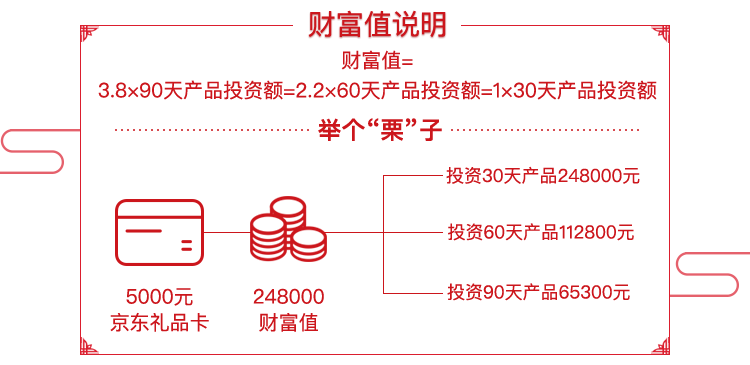 财富值说明
财富值=
3.8×90天产品投资额=2.2×60天产品投资额=1×30天产品投资额
举个“栗”子
投资30天产品248000元
投资60天产品112800元
投资90天产品65300元
5000元
京东礼品卡
248000
财富值